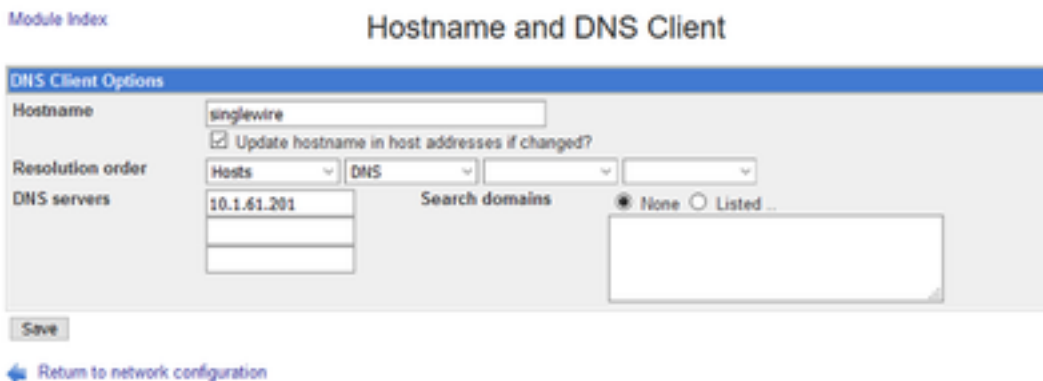 Module Index
Hostname and DNS Client
DNS Client Options
Hostname singlewire
Update hostname in host addresses if changed?
Resolution order Hosts DNS
DNS servers 10.1.61.201 Search domains None Listed ..
Save
Return to network configuration